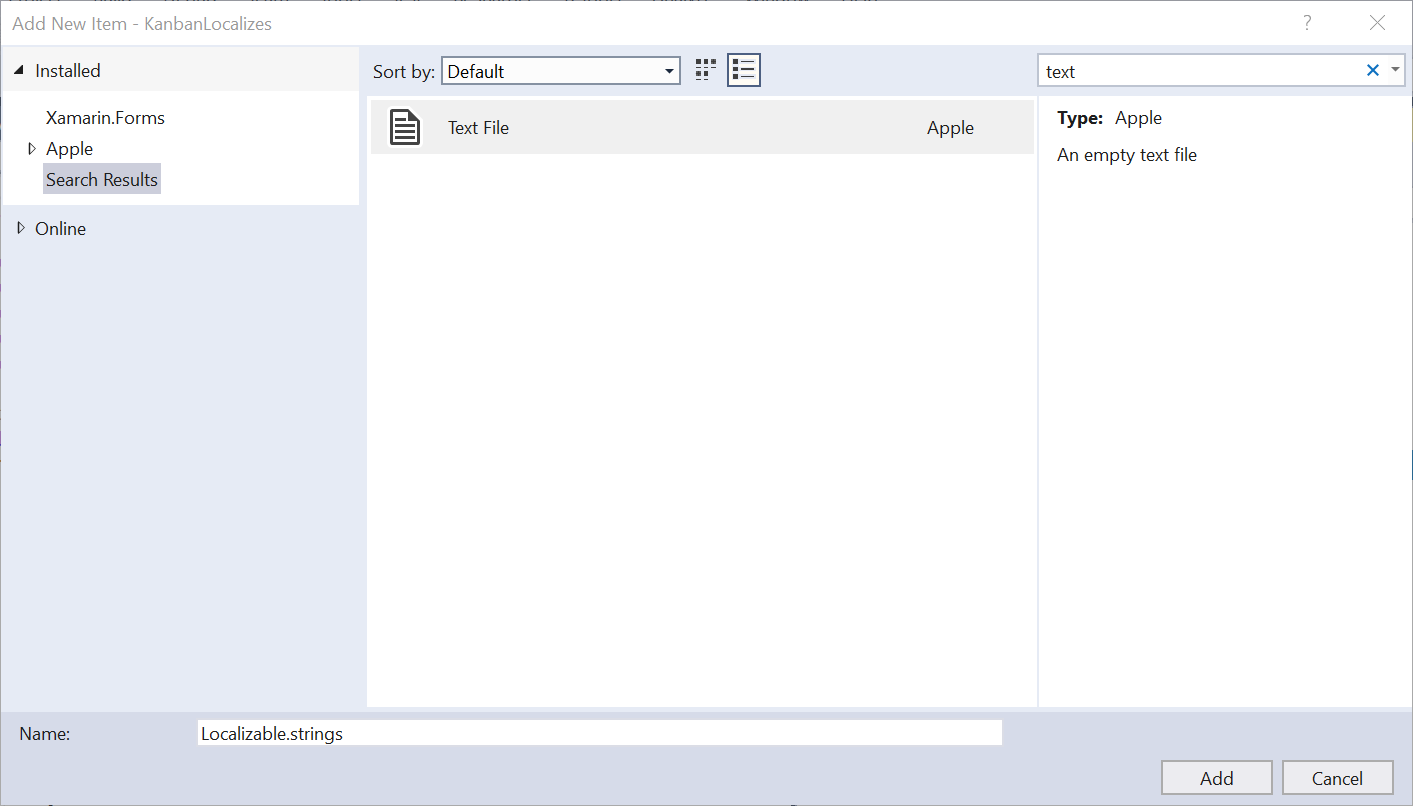 Add New Item - KanbanLocalizes
?
Installed
Sort by: Default
text
Xamarin.Forms
Apple
Search Results
Online
Text File
Apple
Type: Apple
An empty text file
Name: Localizable.strings
Add
Cancel